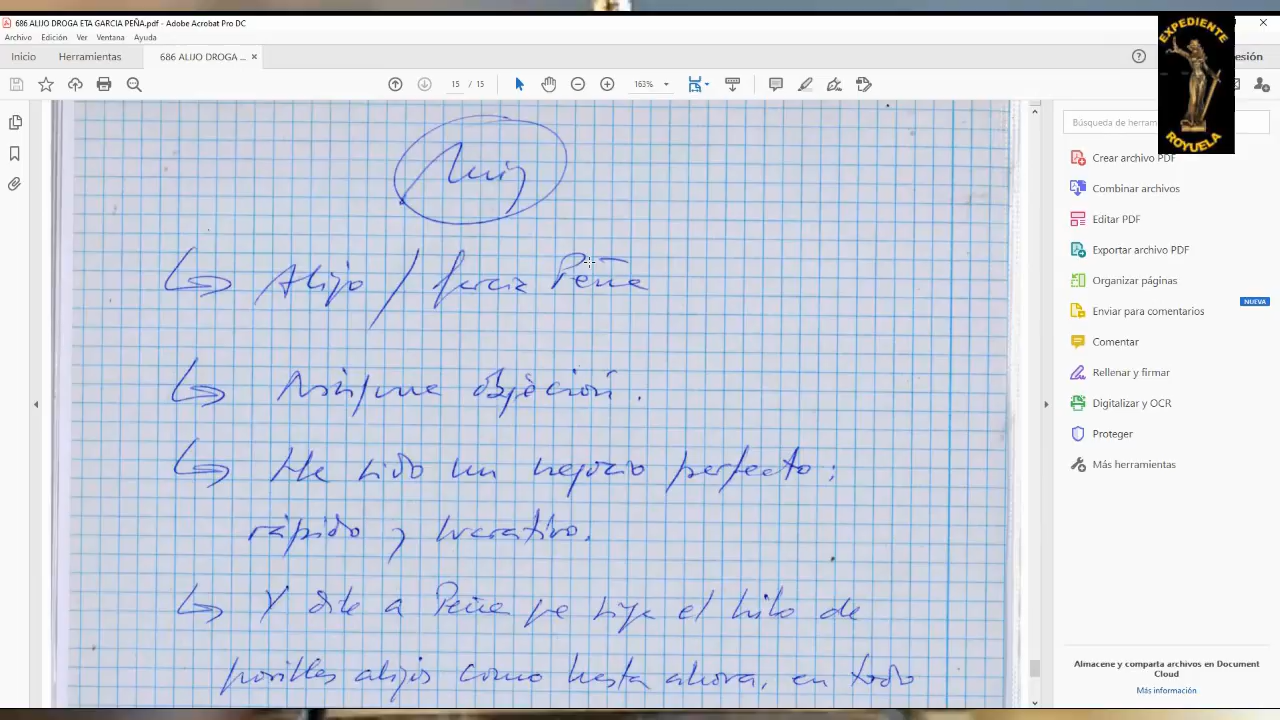 686 ALIJO DROGA ETA GARCIA PEÑA.pdf - Adobe Acrobat Pro DC
Archivo Edición Ver Ventana Ayuda
Inicio Herramientas 686 ALIJO DROGA ... ×
esión
15 / 15 163%
EXPEDIENTE
ROYUELA
Búsqueda de herram
Crear archivo PDF
Combinar archivos
Editar PDF
Exportar archivo PDF
Organizar páginas
NUEVA
Enviar para comentarios
Comentar
Rellenar y firmar
Digitalizar y OCR
Proteger
Más herramientas
Almacene y comparta archivos en Document
Cloud
Más información
Ruiz
Alijo / García Peña
Ninguna objeción.
Ha sido un negocio perfecto;
rápido y lucrativo.
Y dile a Peña que siga el hilo de
posibles alijos como hasta ahora, en todo